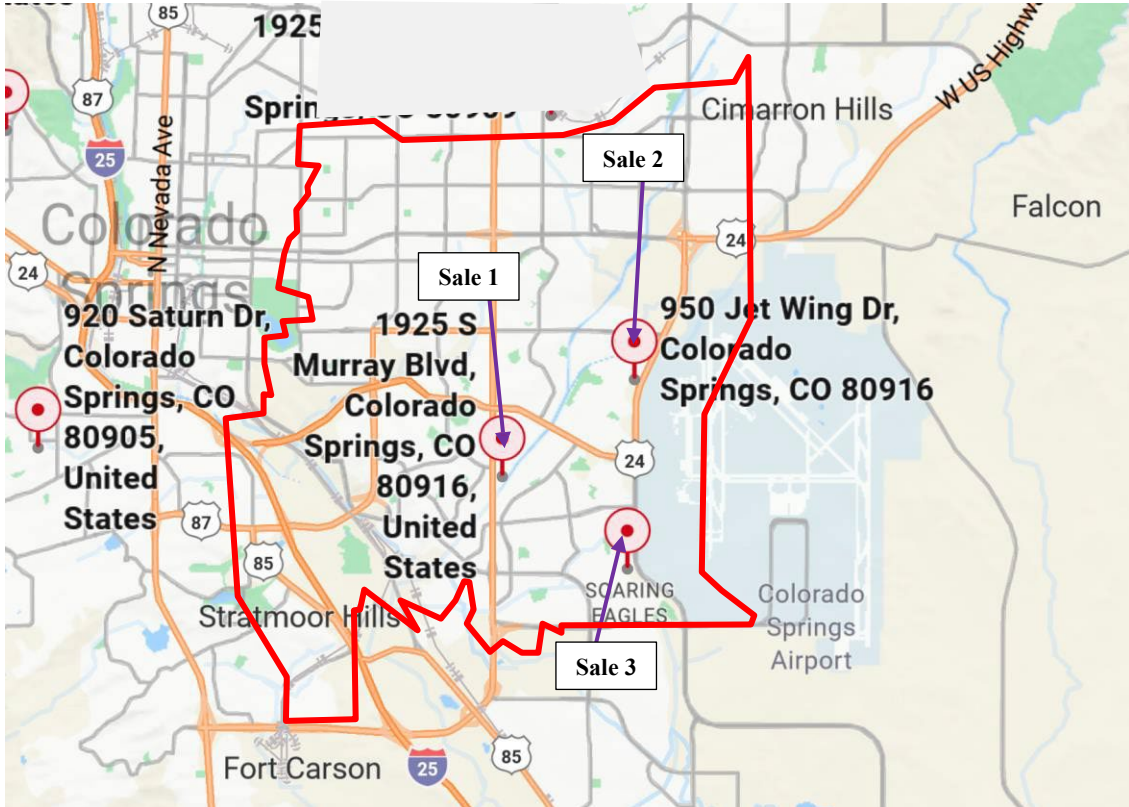 85
1925
87
25
N Nevada Ave
W US Highw
Cimarron Hills
Sale 2
Falcon
Colorado
Springs
24
24
Sale 1
920 Saturn Dr,
Colorado
Springs, CO
80905,
United
States
1925 S
Murray Blvd,
Colorado
Springs, CO
80916,
United
States
950 Jet Wing Dr,
Colorado
Springs, CO 80916
24
87
85
Stratmoor Hills
SOARING
EAGLES
Colorado
Springs
Airport
Sale 3
Fort Carson
25
85